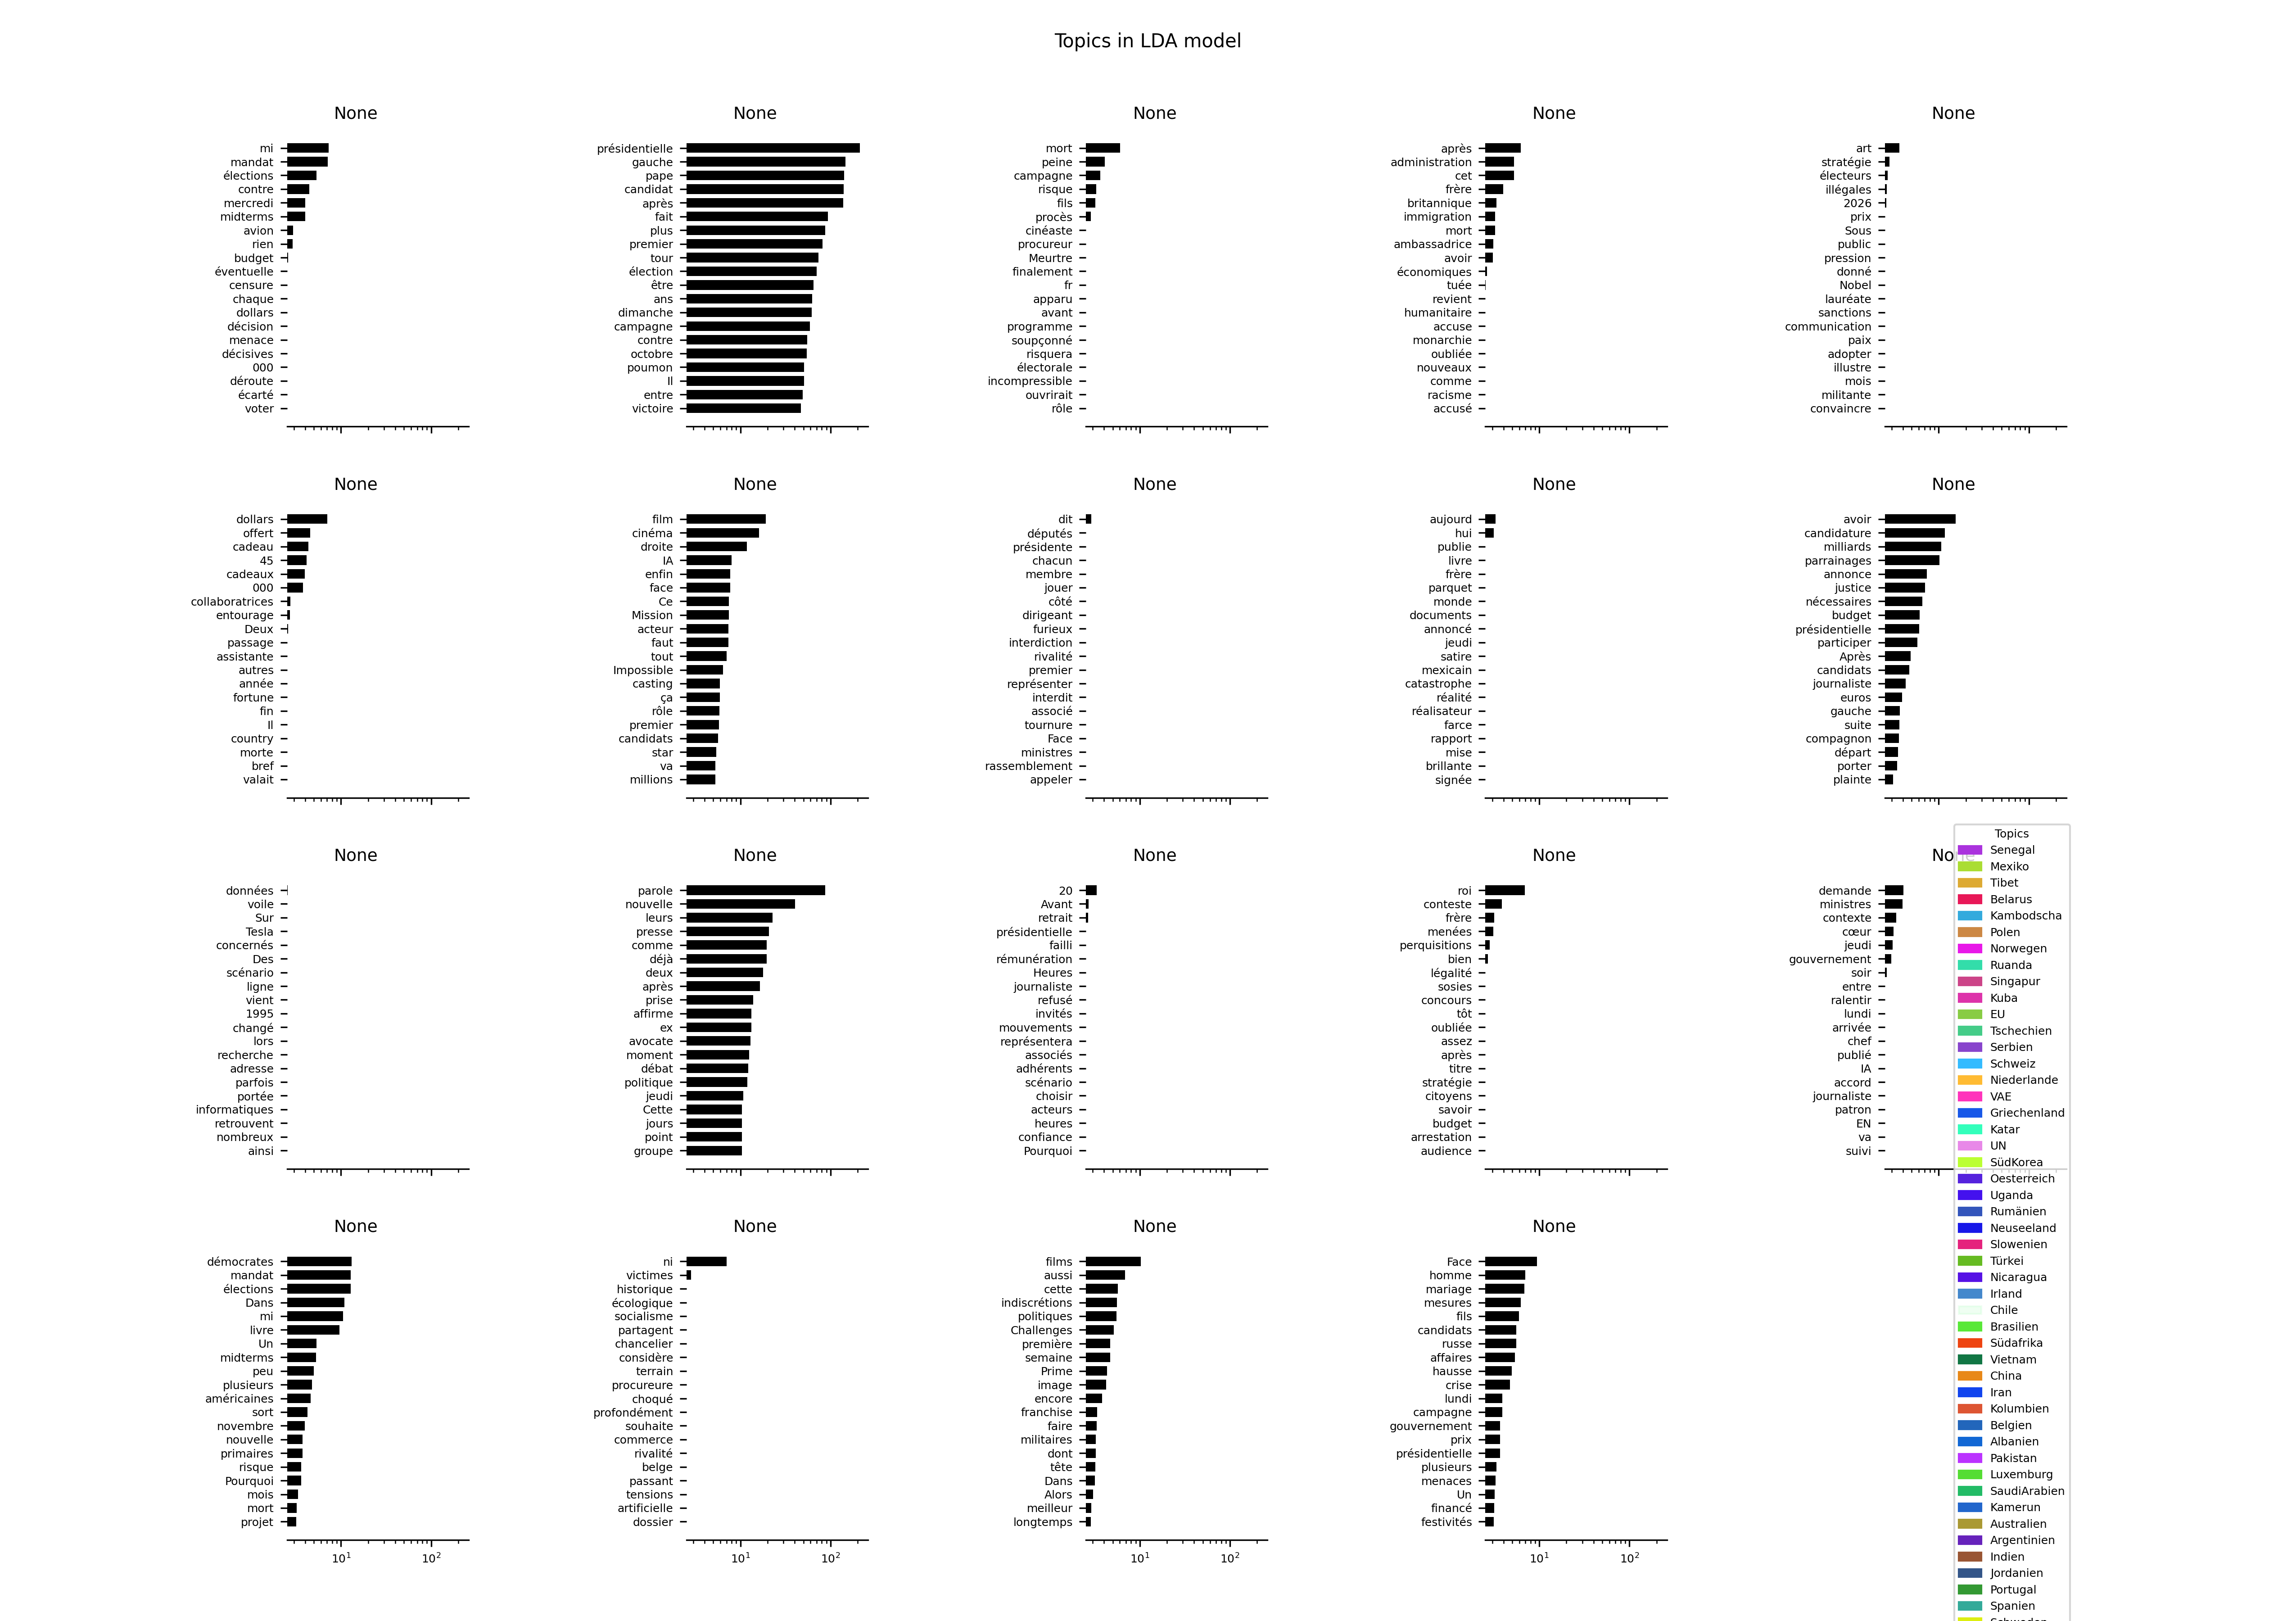 Topics in LDA model
None
mi
mandat
élections
contre
mercredi
midterms
avion
rien
budget
éventuelle
censure
chaque
dollars
décision
menace
décisives
000
déroute
écarté
voter
None
présidentielle
gauche
pape
candidat
après
fait
plus
premier
tour
élection
être
ans
dimanche
campagne
contre
octobre
poumon
Il
entre
victoire
None
mort
peine
campagne
risque
fils
procès
cinéaste
procureur
Meurtre
finalement
fr
apparu
avant
programme
soupçonné
risquera
électorale
incompressible
ouvrirait
rôle
None
après
administration
cet
frère
britannique
immigration
mort
ambassadrice
avoir
économiques
tuée
revient
humanitaire
accuse
monarchie
oubliée
nouveaux
comme
racisme
accusé
None
art
stratégie
électeurs
illégales
2026
prix
Sous
public
pression
donné
Nobel
lauréate
sanctions
communication
paix
adopter
illustre
mois
militante
convaincre
None
dollars
offert
cadeau
45
cadeaux
000
collaboratrices
entourage
Deux
passage
assistante
autres
année
fortune
fin
Il
country
morte
bref
valait
None
film
cinéma
droite
IA
enfin
face
Ce
Mission
acteur
faut
tout
Impossible
casting
ça
rôle
premier
candidats
star
va
millions
None
dit
députés
présidente
chacun
membre
jouer
côté
dirigeant
furieux
interdiction
rivalité
premier
représenter
interdit
associé
tournure
Face
ministres
rassemblement
appeler
None
aujourd
hui
publie
livre
frère
parquet
monde
documents
annoncé
jeudi
satire
mexicain
catastrophe
réalité
réalisateur
farce
rapport
mise
brillante
signée
None
avoir
candidature
milliards
parrainages
annonce
justice
nécessaires
budget
présidentielle
participer
Après
candidats
journaliste
euros
gauche
suite
compagnon
départ
porter
plainte
None
données
voile
Sur
Tesla
concernés
Des
scénario
ligne
vient
1995
changé
lors
recherche
adresse
parfois
portée
informatiques
retrouvent
nombreux
ainsi
None
parole
nouvelle
leurs
presse
comme
déjà
deux
après
prise
affirme
ex
avocate
moment
débat
politique
jeudi
Cette
jours
point
groupe
None
20
Avant
retrait
présidentielle
failli
rémunération
Heures
journaliste
refusé
invités
mouvements
représentera
associés
adhérents
scénario
choisir
acteurs
heures
confiance
Pourquoi
None
roi
conteste
frère
menées
perquisitions
bien
légalité
sosies
concours
tôt
oubliée
assez
après
titre
stratégie
citoyens
savoir
budget
arrestation
audience
None
demande
ministres
contexte
cœur
jeudi
gouvernement
soir
entre
ralentir
lundi
arrivée
chef
publié
IA
accord
journaliste
patron
EN
va
suivi
None
démocrates
mandat
élections
Dans
mi
livre
Un
midterms
peu
plusieurs
américaines
sort
novembre
nouvelle
primaires
risque
Pourquoi
mois
mort
projet
10^1 10^2
None
ni
victimes
historique
écologique
socialisme
partagent
chancelier
considère
terrain
procureure
choqué
profondément
souhaite
commerce
rivalité
belge
passant
tensions
artificielle
dossier
10^1 10^2
None
films
aussi
cette
indiscrétions
politiques
Challenges
première
semaine
Prime
image
encore
franchise
faire
militaires
dont
tête
Dans
Alors
meilleur
longtemps
10^1 10^2
None
Face
homme
mariage
mesures
fils
candidats
russe
affaires
hausse
crise
lundi
campagne
gouvernement
prix
présidentielle
plusieurs
menaces
Un
financé
festivités
10^1 10^2
Topics
Senegal
Mexiko
Tibet
Belarus
Kambodscha
Polen
Norwegen
Ruanda
Singapur
Kuba
EU
Tschechien
Serbien
Schweiz
Niederlande
VAE
Griechenland
Katar
UN
SüdKorea
Oesterreich
Uganda
Rumänien
Neuseeland
Slowenien
Türkei
Nicaragua
Irland
Chile
Brasilien
Südafrika
Vietnam
China
Iran
Kolumbien
Belgien
Albanien
Pakistan
Luxemburg
SaudiArabien
Kamerun
Australien
Argentinien
Indien
Jordanien
Portugal
Spanien
Schweden